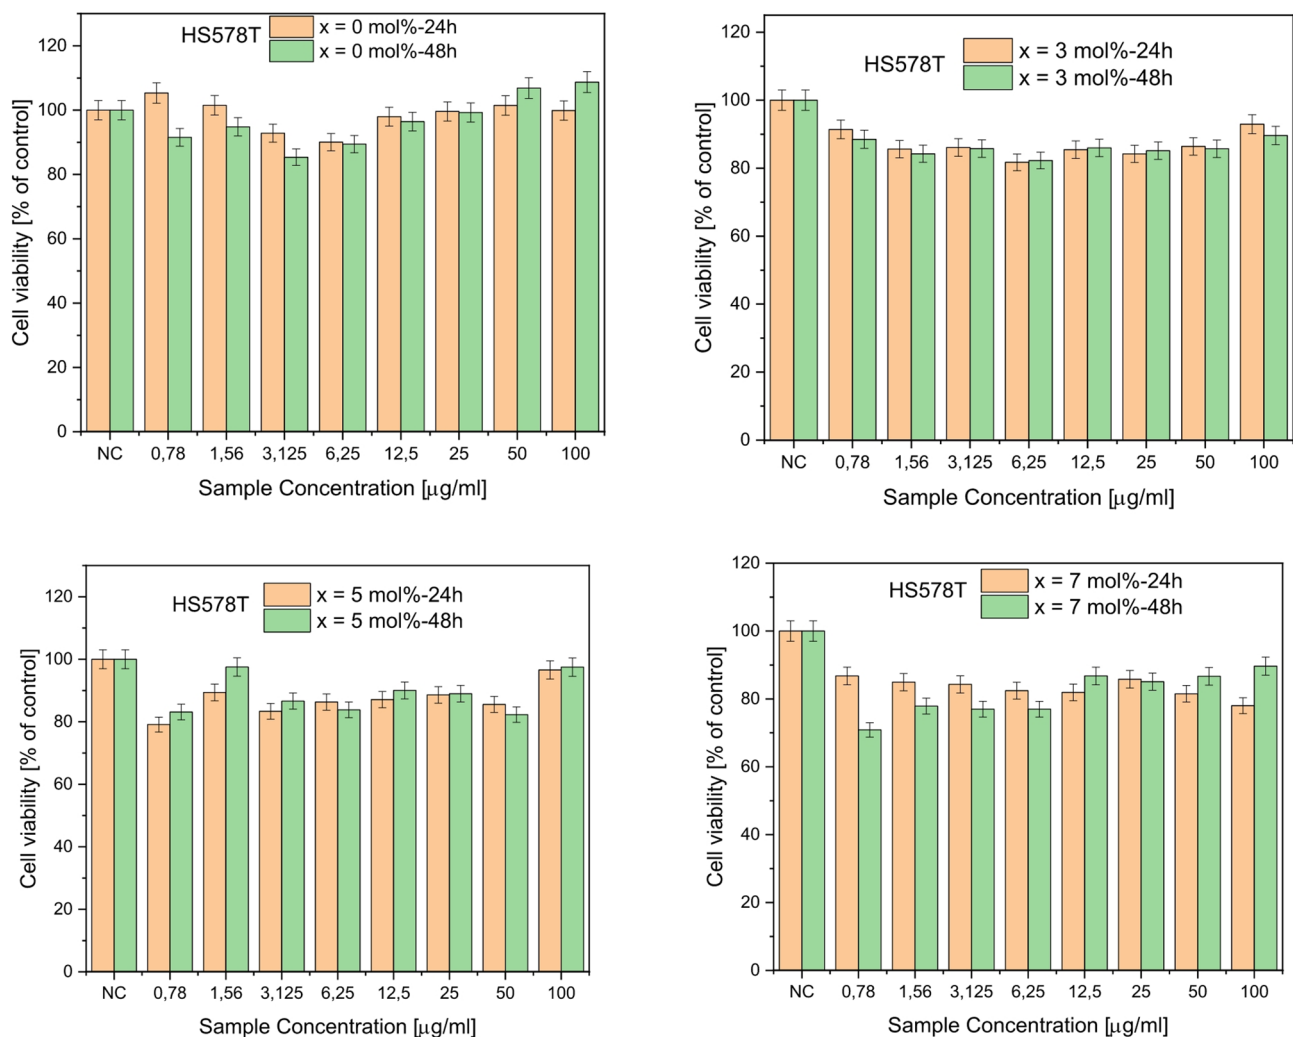 HS578T
x = 0 mol%-24h
x = 0 mol%-48h
120
100
80
60
40
20
0
Cell viability [% of control]
NC 0,78 1,56 3,125 6,25 12,5 25 50 100
Sample Concentration [μg/ml]
HS578T
x = 3 mol%-24h
x = 3 mol%-48h
120
100
80
60
40
20
0
Cell viability [% of control]
NC 0,78 1,56 3,125 6,25 12,5 25 50 100
Sample Concentration [μg/ml]
HS578T
x = 5 mol%-24h
x = 5 mol%-48h
120
100
80
60
40
20
0
Cell viability [% of control]
NC 0,78 1,56 3,125 6,25 12,5 25 50 100
Sample Concentration [μg/ml]
HS578T
x = 7 mol%-24h
x = 7 mol%-48h
120
100
80
60
40
20
0
Cell viability [% of control]
NC 0,78 1,56 3,125 6,25 12,5 25 50 100
Sample Concentration [μg/ml]